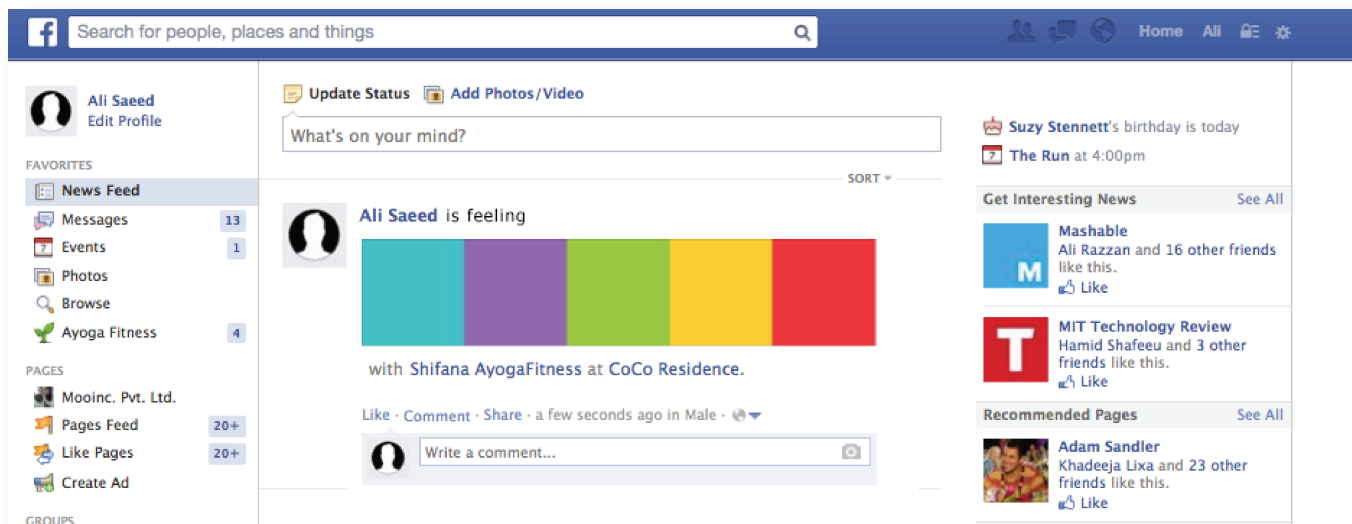 f
Search for people, places and things
Home Ali
Ali Saeed
Edit Profile
FAVORITES
News Feed
Messages 13
7 Events 1
Photos
Browse
Ayoga Fitness 4
PAGES
Mooinc. Pvt. Ltd.
Pages Feed 20+
Like Pages 20+
Create Ad
GROUPS
Update Status Add Photos/Video
What's on your mind?
SORT
Ali Saeed is feeling
with Shifana AyogaFitness at CoCo Residence.
Like · Comment · Share · a few seconds ago in Male ·
Write a comment...
Suzy Stennett's birthday is today
7 The Run at 4:00pm
Get Interesting News See All
M
Mashable
Ali Razzan and 16 other friends
like this.
Like
T
MIT Technology Review
Hamid Shafeeu and 3 other
friends like this.
Like
Recommended Pages See All
Adam Sandler
Khadeeja Lixa and 23 other
friends like this.
Like